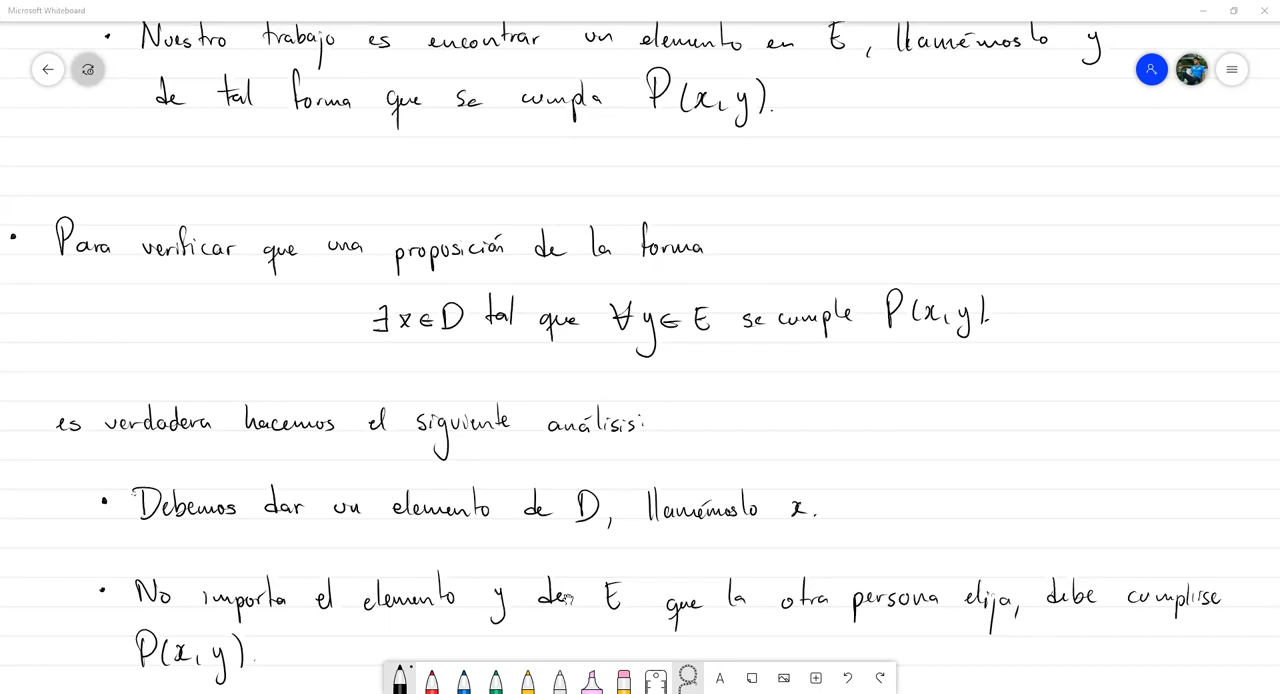 Microsoft Whiteboard
• Nuestro trabajo es encontrar un elemento en E, llamémoslo y
de tal forma que se cumpla P(x, y).
• Para verificar que una proposición de la forma
∃ x ∈ D tal que ∀ y ∈ E se cumple P(x, y).
es verdadera hacemos el siguiente análisis:
• Debemos dar un elemento de D, llamémoslo x.
• No importa el elemento y de E que la otra persona elija, debe cumplirse
P(x, y).
A